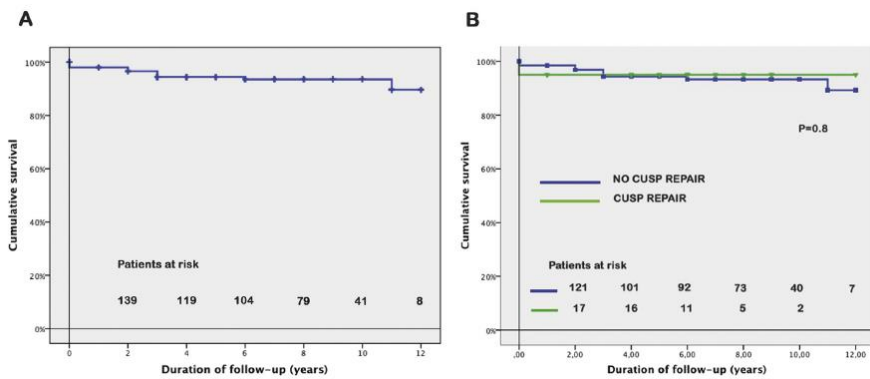 A
Cumulative survival
100%
80%
60%
40%
20%
0%
Patients at risk
139 119 104 79 41 8
0 2 4 6 8 10 12
Duration of follow-up (years)
B
Cumulative survival
100%
80%
60%
40%
20%
0%
P=0.8
NO CUSP REPAIR
CUSP REPAIR
Patients at risk
121 101 92 73 40 7
17 16 11 5 2
,00 2,00 4,00 6,00 8,00 10,00 12,00
Duration of follow-up (years)